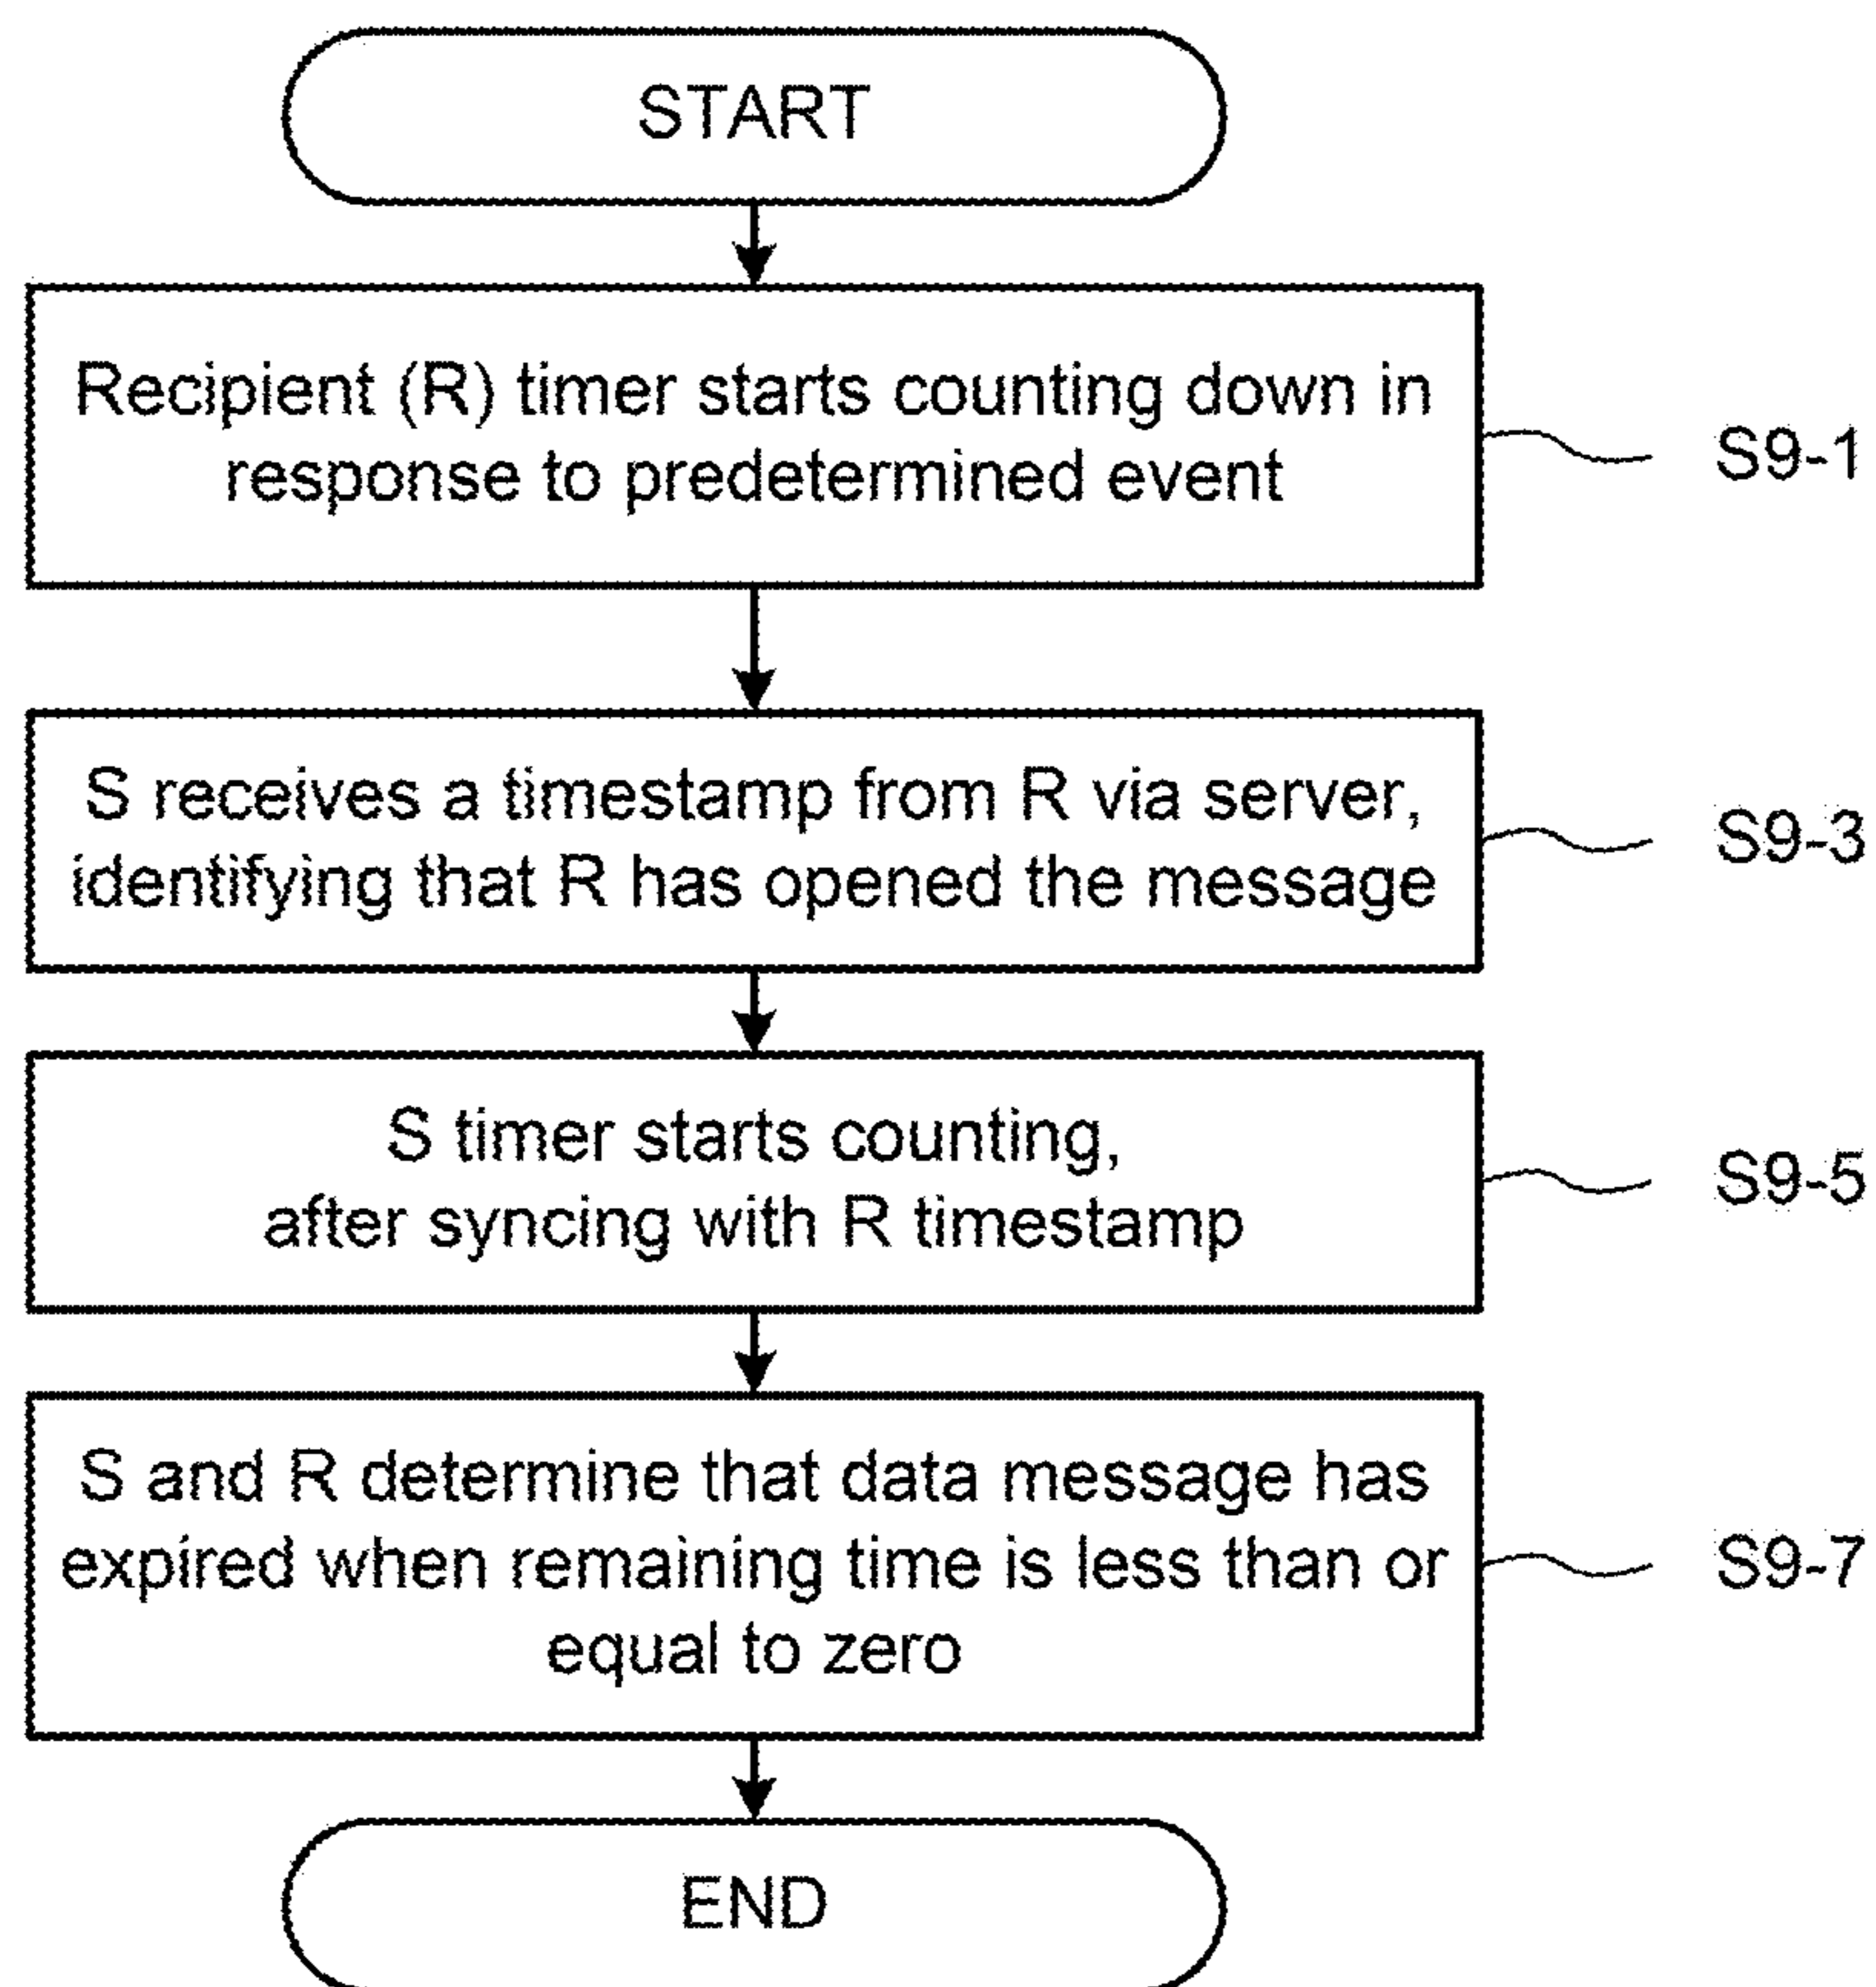 START
Recipient (R) timer starts counting down in
response to predetermined event
S9-1
S receives a timestamp from R via server,
identifying that R has opened the message
S9-3
S timer starts counting,
after syncing with R timestamp
S9-5
S and R determine that data message has
expired when remaining time is less than or
equal to zero
S9-7
END